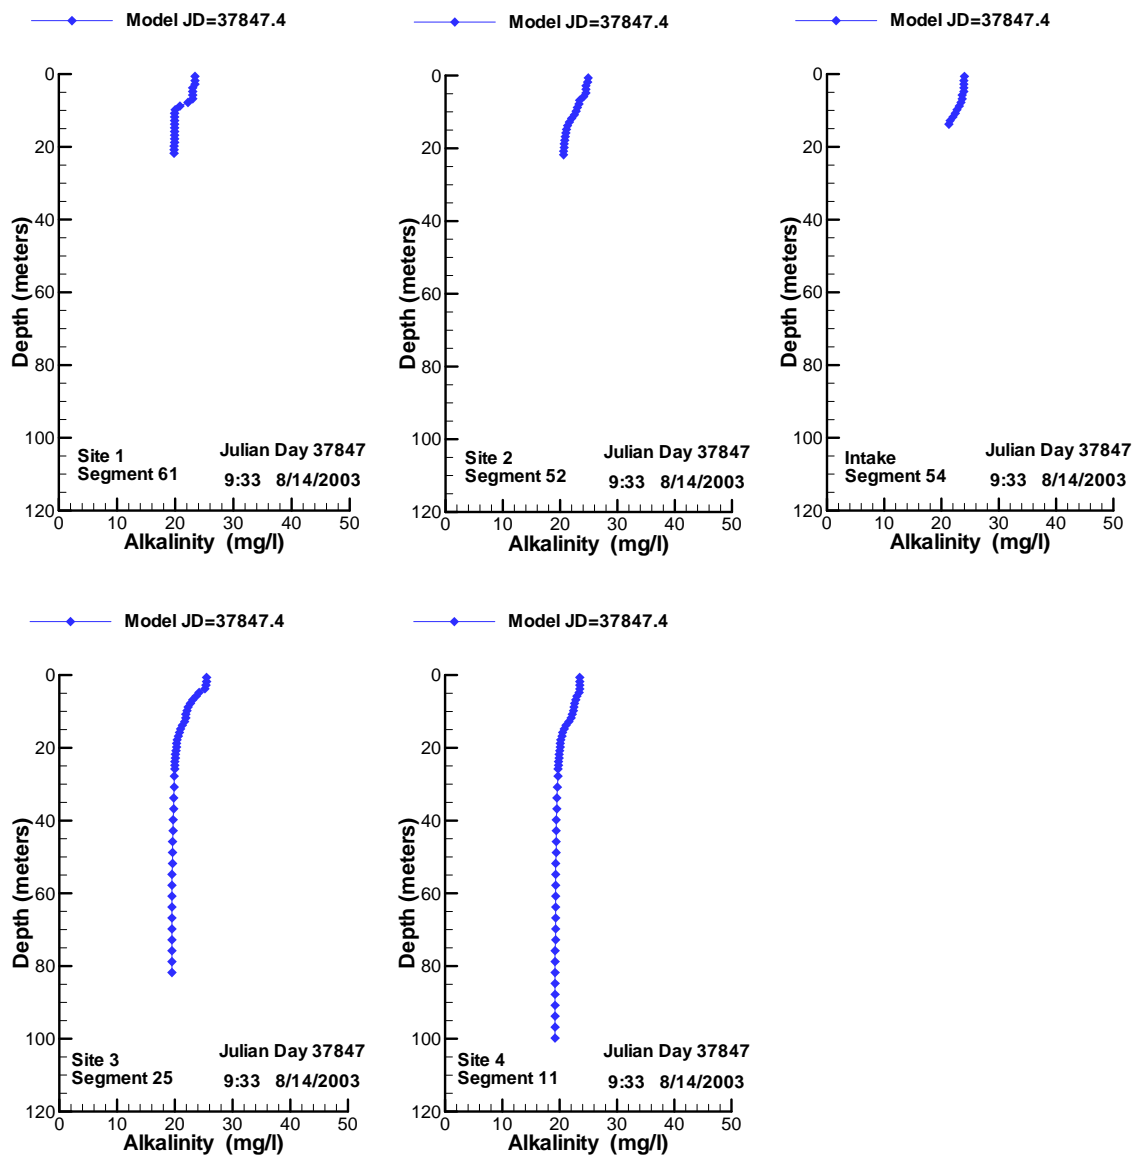 Model JD=37847.4
0
20
40
60
80
100
120
Depth (meters)
Site 1
Segment 61
Julian Day 37847
9:33 8/14/2003
0 10 20 30 40 50
Alkalinity (mg/l)
Model JD=37847.4
0
20
40
60
80
100
120
Depth (meters)
Site 2
Segment 52
Julian Day 37847
9:33 8/14/2003
0 10 20 30 40 50
Alkalinity (mg/l)
Model JD=37847.4
0
20
40
60
80
100
120
Depth (meters)
Intake
Segment 54
Julian Day 37847
9:33 8/14/2003
0 10 20 30 40 50
Alkalinity (mg/l)
Model JD=37847.4
0
20
40
60
80
100
120
Depth (meters)
Site 3
Segment 25
Julian Day 37847
9:33 8/14/2003
0 10 20 30 40 50
Alkalinity (mg/l)
Model JD=37847.4
0
20
40
60
80
100
120
Depth (meters)
Site 4
Segment 11
Julian Day 37847
9:33 8/14/2003
0 10 20 30 40 50
Alkalinity (mg/l)